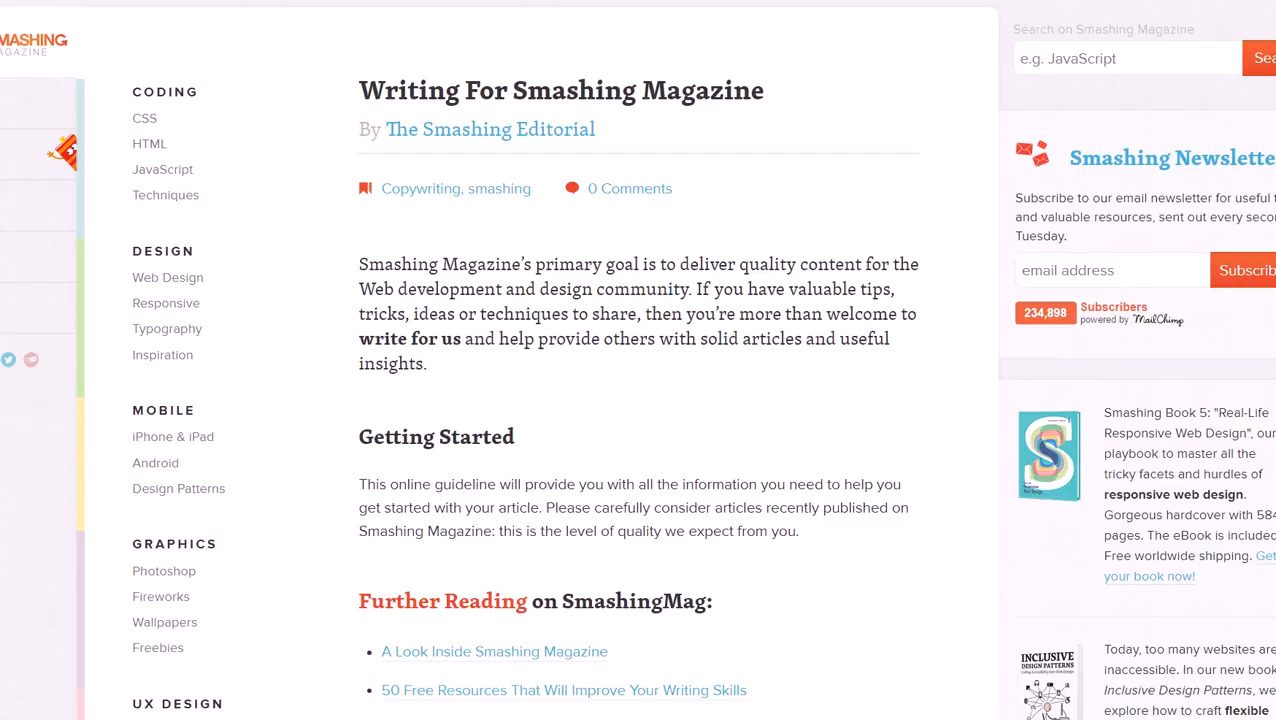 MASHING
AGAZINE
CODING
CSS
HTML
JavaScript
Techniques
DESIGN
Web Design
Responsive
Typography
Inspiration
MOBILE
iPhone & iPad
Android
Design Patterns
GRAPHICS
Photoshop
Fireworks
Wallpapers
Freebies
UX DESIGN
Writing For Smashing Magazine
By The Smashing Editorial
Copywriting, smashing
0 Comments
Smashing Magazine’s primary goal is to deliver quality content for the
Web development and design community. If you have valuable tips,
tricks, ideas or techniques to share, then you’re more than welcome to
write for us and help provide others with solid articles and useful
insights.
Getting Started
This online guideline will provide you with all the information you need to help you
get started with your article. Please carefully consider articles recently published on
Smashing Magazine: this is the level of quality we expect from you.
Further Reading on SmashingMag:
• A Look Inside Smashing Magazine
• 50 Free Resources That Will Improve Your Writing Skills
Search on Smashing Magazine
e.g. JavaScript
Sea
Smashing Newslette
Subscribe to our email newsletter for useful t
and valuable resources, sent out every seco
Tuesday.
email address
Subscrib
234,898
Subscribers
powered by MailChimp
Smashing Book 5: "Real-Life
Responsive Web Design", our
playbook to master all the
tricky facets and hurdles of
responsive web design.
Gorgeous hardcover with 584
pages. The eBook is included
Free worldwide shipping. Get
your book now!
INCLUSIVE
DESIGN PATTERNS
Today, too many websites are
inaccessible. In our new book
Inclusive Design Patterns, we
explore how to craft flexible